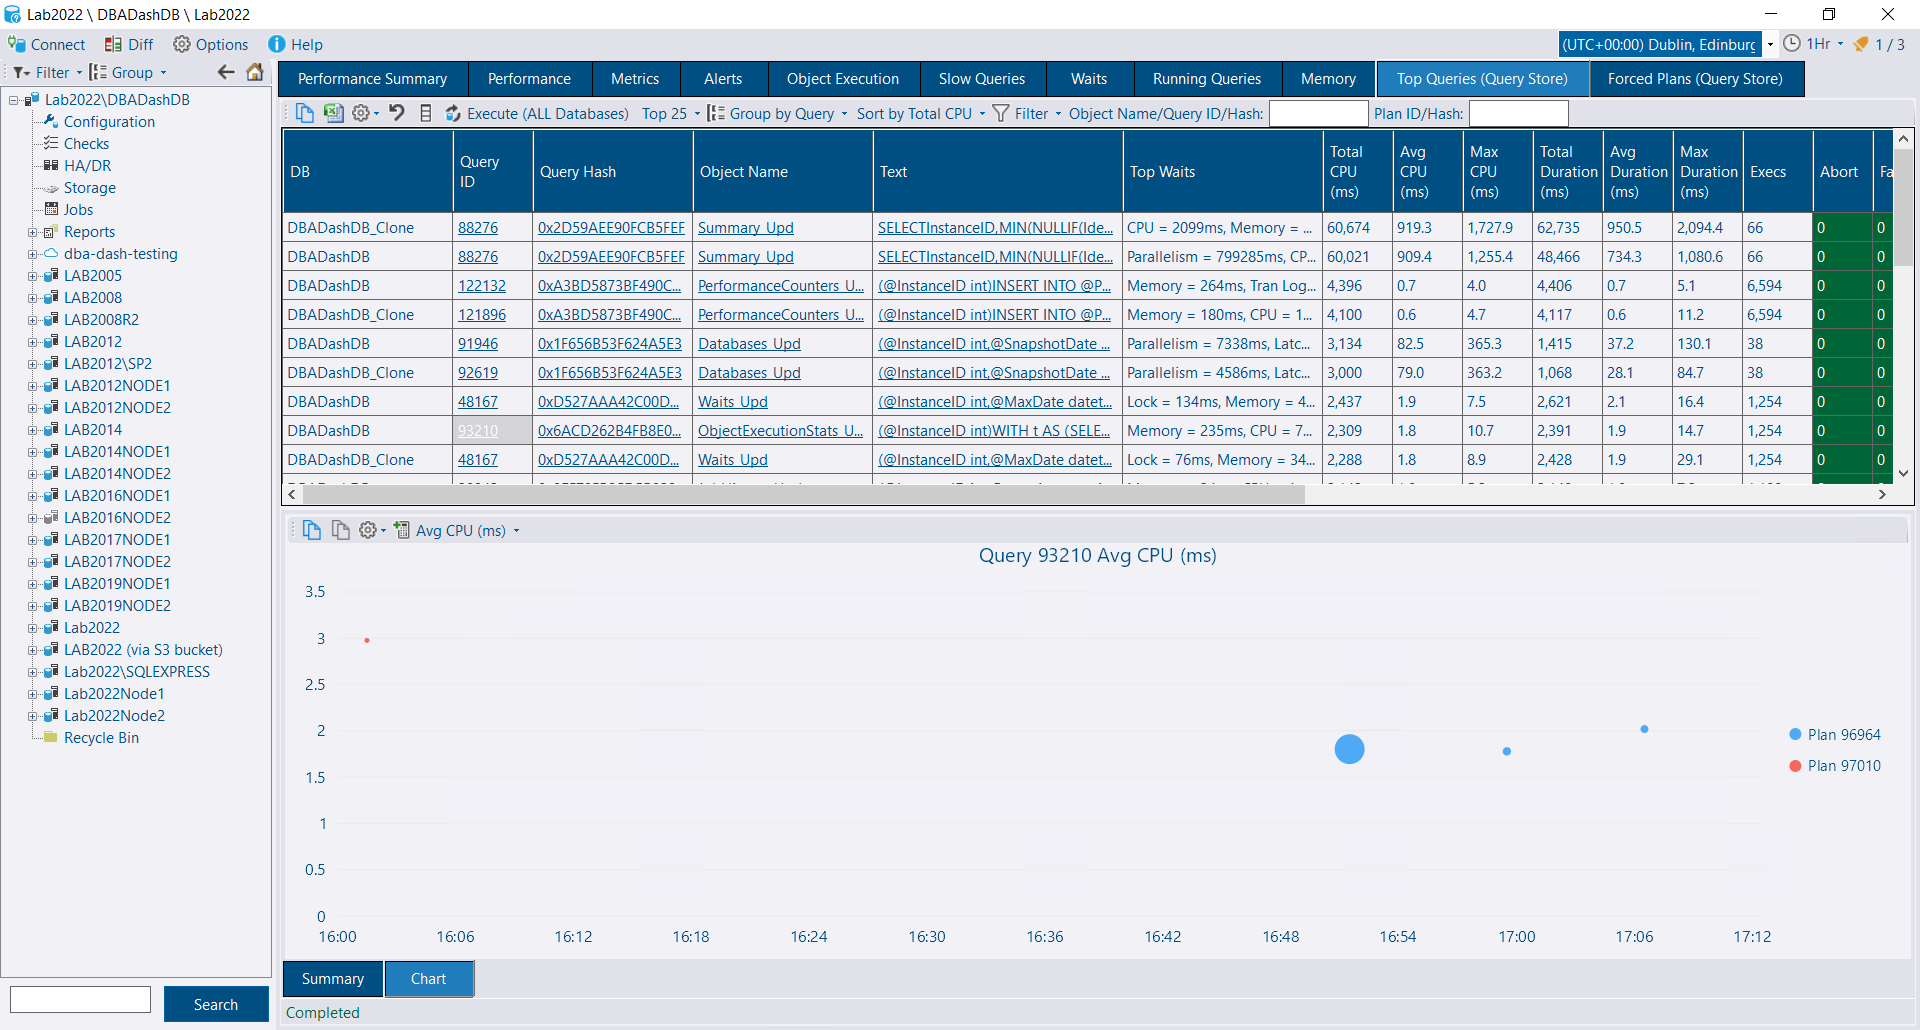 Lab2022 \ DBADashDB \ Lab2022
Connect Diff Options Help (UTC+00:00) Dublin, Edinburg 1Hr 1 / 3
Filter Group
Performance Summary Performance Metrics Alerts Object Execution Slow Queries Waits Running Queries Memory Top Queries (Query Store) Forced Plans (Query Store)
Execute (ALL Databases) Top 25 Group by Query Sort by Total CPU Filter Object Name/Query ID/Hash: Plan ID/Hash:
Lab2022\DBADashDB
Configuration
Checks
HA/DR
Storage
Jobs
Reports
dba-dash-testing
LAB2005
LAB2008
LAB2008R2
LAB2012
LAB2012\SP2
LAB2012NODE1
LAB2012NODE2
LAB2014
LAB2014NODE1
LAB2014NODE2
LAB2016NODE1
LAB2016NODE2
LAB2017NODE1
LAB2017NODE2
LAB2019NODE1
LAB2019NODE2
Lab2022
LAB2022 (via S3 bucket)
Lab2022\SQLEXPRESS
Lab2022Node1
Lab2022Node2
Recycle Bin
Search
DB Query ID Query Hash Object Name Text Top Waits Total CPU (ms) Avg CPU (ms) Max CPU (ms) Total Duration (ms) Avg Duration (ms) Max Duration (ms) Execs Abort Fa
DBADashDB_Clone 88276 0x2D59AEE90FCB5FEF Summary_Upd SELECTInstanceID,MIN(NULLIF(Ide... CPU = 2099ms, Memory = ... 60,674 919.3 1,727.9 62,735 950.5 2,094.4 66 0 0
DBADashDB 88276 0x2D59AEE90FCB5FEF Summary_Upd SELECTInstanceID,MIN(NULLIF(Ide... Parallelism = 799285ms, CP... 60,021 909.4 1,255.4 48,466 734.3 1,080.6 66 0 0
DBADashDB 122132 0xA3BD5873BF490C... PerformanceCounters_U... (@InstanceID int)INSERT INTO @P... Memory = 264ms, Tran Log... 4,396 0.7 4.0 4,406 0.7 5.1 6,594 0 0
DBADashDB_Clone 121896 0xA3BD5873BF490C... PerformanceCounters_U... (@InstanceID int)INSERT INTO @P... Memory = 180ms, CPU = 1... 4,100 0.6 4.7 4,117 0.6 11.2 6,594 0 0
DBADashDB 91946 0x1F656B53F624A5E3 Databases_Upd (@InstanceID int,@SnapshotDate ... Parallelism = 7338ms, Latc... 3,134 82.5 365.3 1,415 37.2 130.1 38 0 0
DBADashDB_Clone 92619 0x1F656B53F624A5E3 Databases_Upd (@InstanceID int,@SnapshotDate ... Parallelism = 4586ms, Latc... 3,000 79.0 363.2 1,068 28.1 84.7 38 0 0
DBADashDB 48167 0xD527AAA42C00D... Waits_Upd (@InstanceID int,@MaxDate datet... Lock = 134ms, Memory = 4... 2,437 1.9 7.5 2,621 2.1 16.4 1,254 0 0
DBADashDB 93210 0x6ACD262B4FB8E0... ObjectExecutionStats_U... (@InstanceID int)WITH t AS (SELE... Memory = 235ms, CPU = 7... 2,309 1.8 10.7 2,391 1.9 14.7 1,254 0 0
DBADashDB_Clone 48167 0xD527AAA42C00D... Waits_Upd (@InstanceID int,@MaxDate datet... Lock = 76ms, Memory = 34... 2,288 1.8 8.9 2,428 1.9 29.1 1,254 0 0
Avg CPU (ms)
Query 93210 Avg CPU (ms)
3.5
3
2.5
2
1.5
1
0.5
0
16:00 16:06 16:12 16:18 16:24 16:30 16:36 16:42 16:48 16:54 17:00 17:06 17:12
Plan 96964
Plan 97010
Summary Chart
Completed